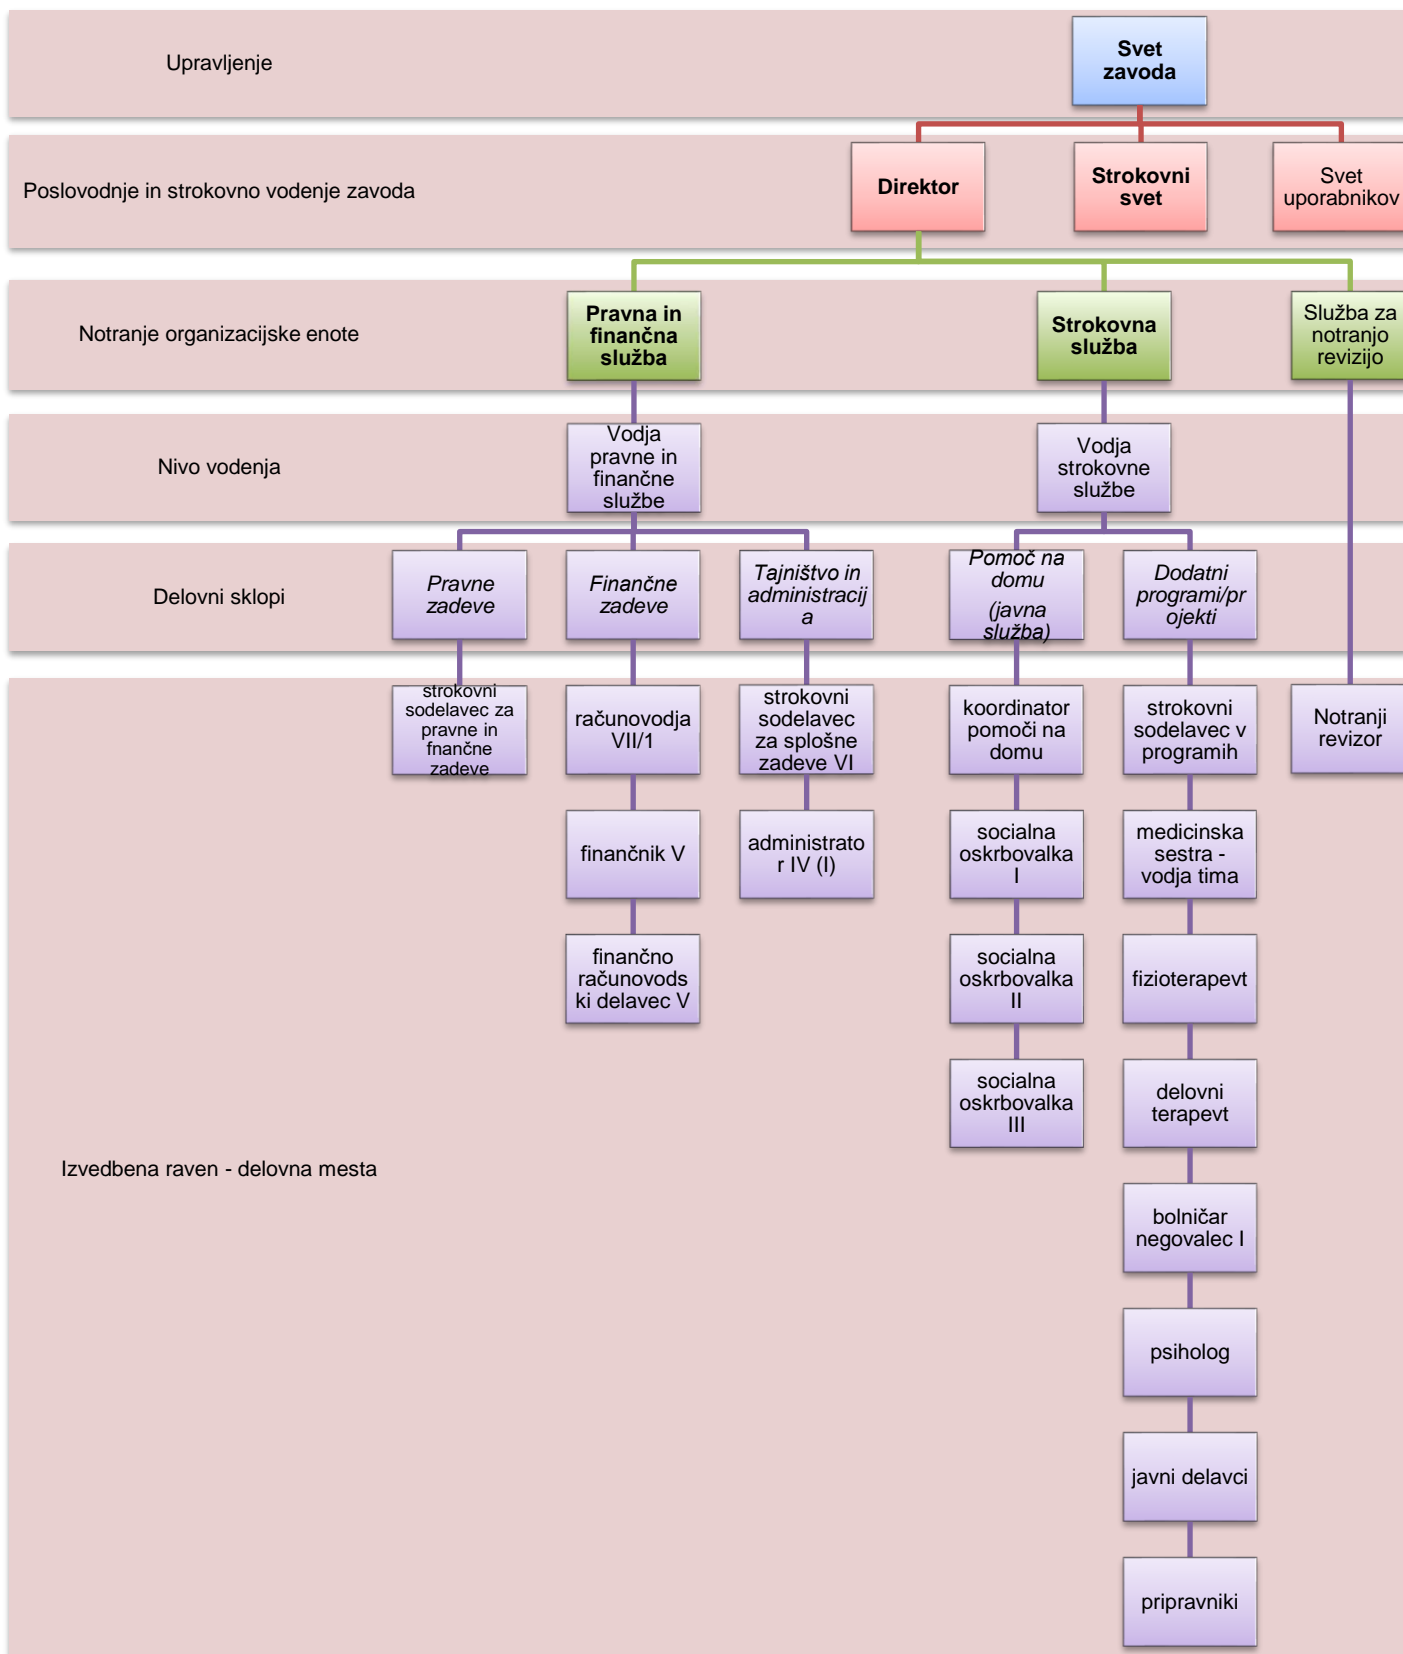 Upravljenje
Svet
zavoda
Poslovodnje in strokovno vodenje zavoda
Direktor
Strokovni
svet
Svet
uporabnikov
Notranje organizacijske enote
Pravna in
finančna
služba
Strokovna
služba
Služba za
notranjo
revizijo
Nivo vodenja
Vodja
pravne in
finančne
službe
Vodja
strokovne
službe
Delovni sklopi
Pravne
zadeve
Finančne
zadeve
Tajništvo in
administracij
a
Pomoč na
domu
(javna
služba)
Dodatni
programi/pr
ojekti
Izvedbena raven - delovna mesta
strokovni
sodelavec za
pravne in
fnančne
zadeve
računovodja
VII/1
finančnik V
finančno
računovods
ki delavec V
strokovni
sodelavec
za splošne
zadeve VI
administrato
r IV (I)
koordinator
pomoči na
domu
socialna
oskrbovalka
I
socialna
oskrbovalka
II
socialna
oskrbovalka
III
strokovni
sodelavec v
programih
medicinska
sestra -
vodja tima
fizioterapevt
delovni
terapevt
bolničar
negovalec I
psiholog
javni delavci
pripravniki
Notranji
revizor